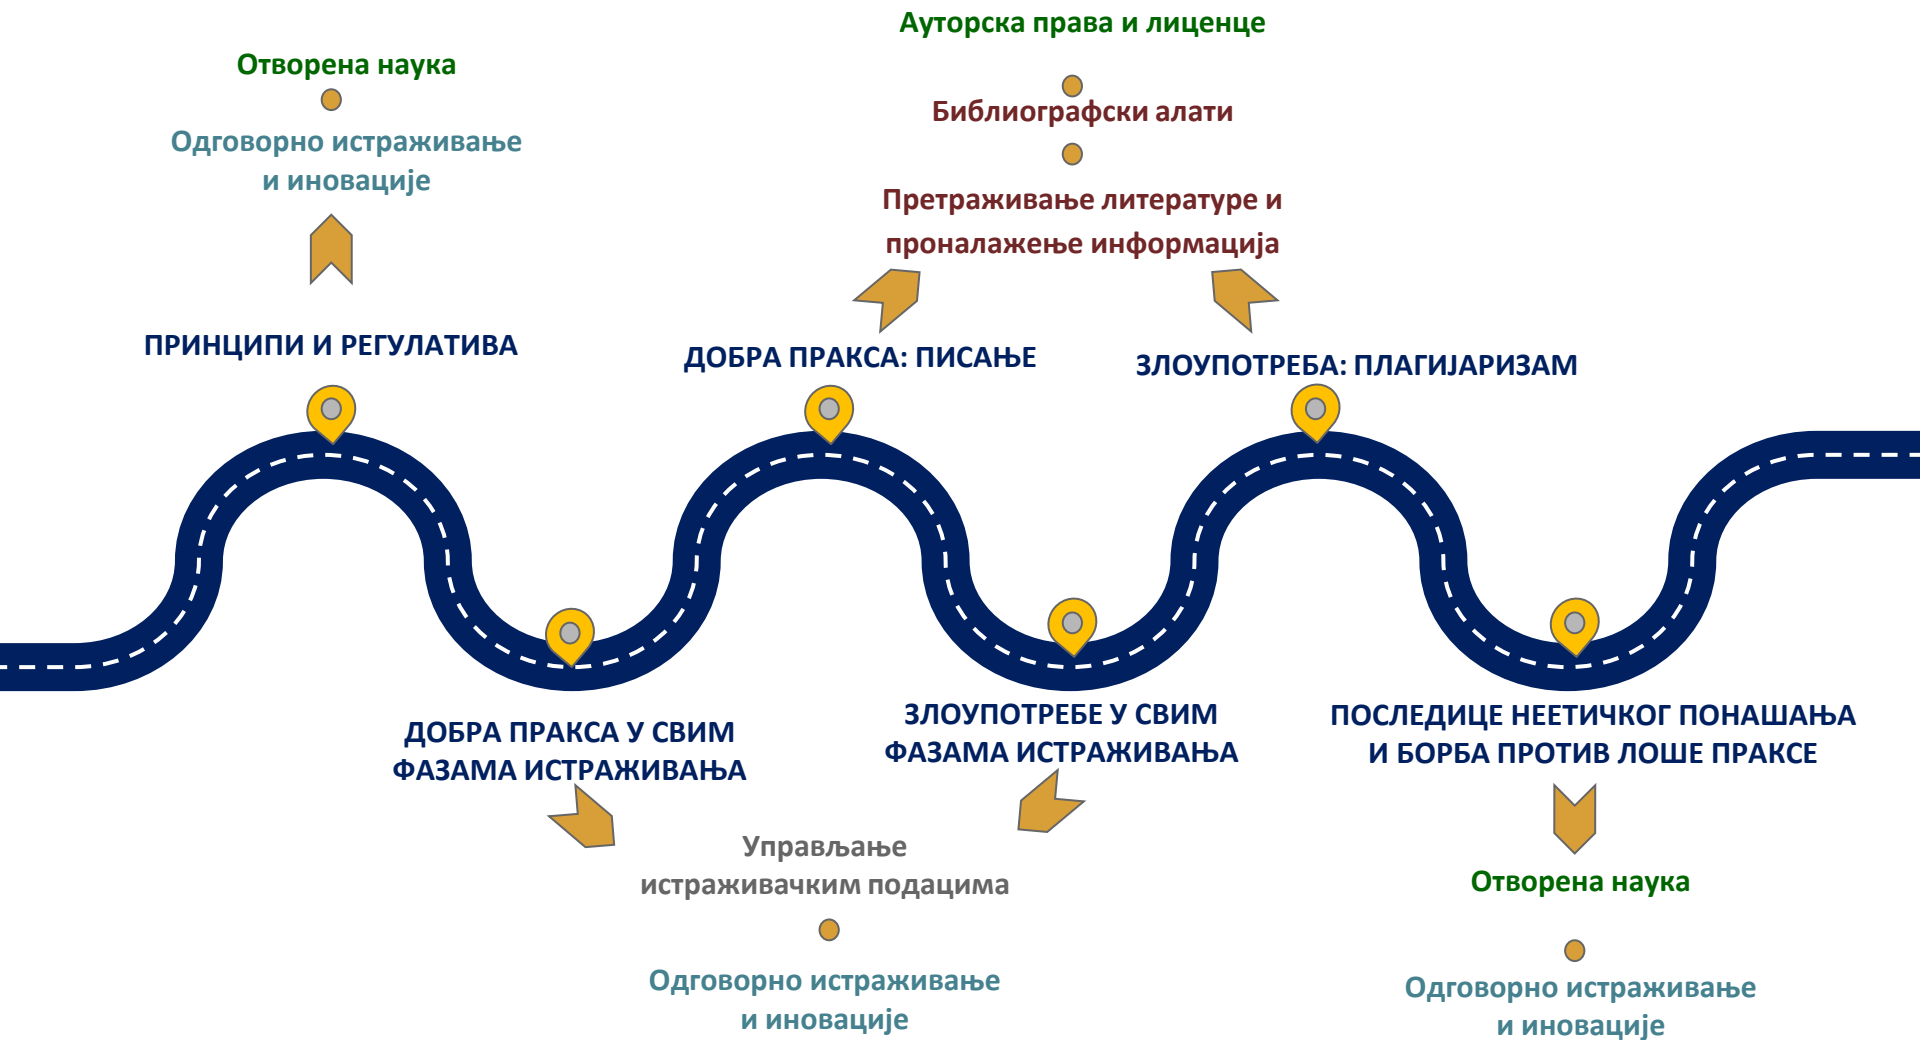 Отворена наука
Одговорно истраживање
и иновације
ПРИНЦИПИ И РЕГУЛАТИВА
Ауторска права и лиценце
Библиографски алати
Претраживање литературе и
проналажење информација
ДОБРА ПРАКСА: ПИСАЊЕ
ЗЛОУПОТРЕБА: ПЛАГИЈАРИЗАМ
ДОБРА ПРАКСА У СВИМ
ФАЗАМА ИСТРАЖИВАЊА
ЗЛОУПОТРЕБЕ У СВИМ
ФАЗАМА ИСТРАЖИВАЊА
Управљање
истраживачким подацима
Одговорно истраживање
и иновације
ПОСЛЕДИЦЕ НЕЕТИЧКОГ ПОНАШАЊА
И БОРБА ПРОТИВ ЛОШЕ ПРАКСЕ
Отворена наука
Одговорно истраживање
и иновације